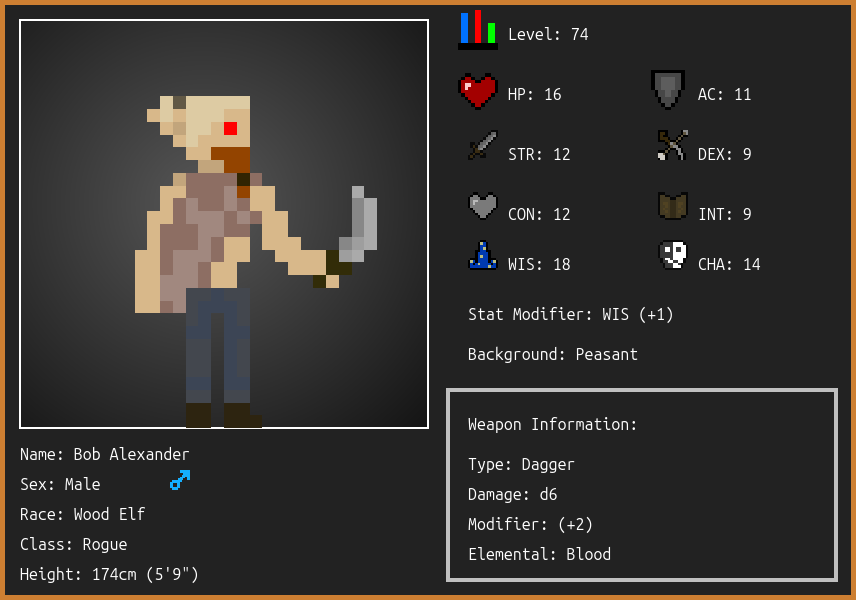 Level: 74
HP: 16
AC: 11
STR: 12
DEX: 9
CON: 12
INT: 9
WIS: 18
CHA: 14
Stat Modifier: WIS (+1)
Background: Peasant
Weapon Information:
Type: Dagger
Damage: d6
Modifier: (+2)
Elemental: Blood
Name: Bob Alexander
Sex: Male
Race: Wood Elf
Class: Rogue
Height: 174cm (5'9")